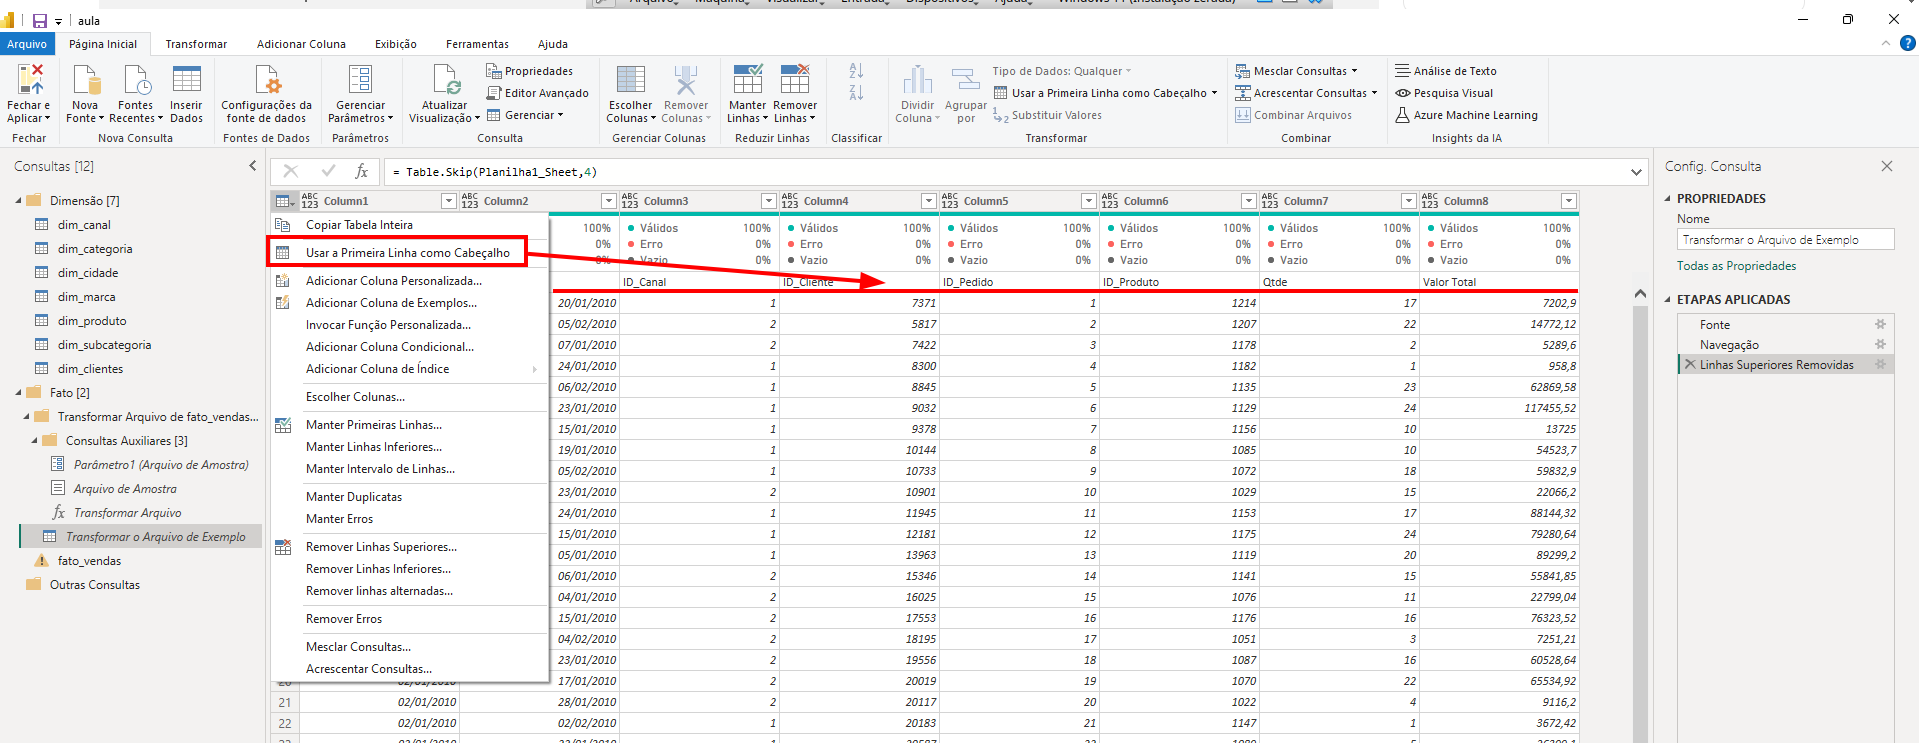 aula
Arquivo Página Inicial Transformar Adicionar Coluna Exibição Ferramentas Ajuda
Fechar e Aplicar
Fechar
Nova Fonte
Fontes Recentes
Inserir Dados
Nova Consulta
Configurações da fonte de dados
Fontes de Dados
Gerenciar Parâmetros
Parâmetros
Atualizar Visualização
Propriedades
Editor Avançado
Gerenciar
Consulta
Escolher Colunas
Remover Colunas
Gerenciar Colunas
Manter Linhas
Remover Linhas
Reduzir Linhas
Classificar
Dividir Coluna
Agrupar por
Tipo de Dados: Qualquer
Usar a Primeira Linha como Cabeçalho
Substituir Valores
Transformar
Mesclar Consultas
Acrescentar Consultas
Combinar Arquivos
Combinar
Análise de Texto
Pesquisa Visual
Azure Machine Learning
Insights da IA
Consultas [12]
Dimensão [7]
dim_canal
dim_categoria
dim_cidade
dim_marca
dim_produto
dim_subcategoria
dim_clientes
Fato [2]
Transformar Arquivo de fato_vendas...
Consultas Auxiliares [3]
Parâmetro1 (Arquivo de Amostra)
Arquivo de Amostra
Transformar Arquivo
Transformar o Arquivo de Exemplo
fato_vendas
Outras Consultas
fx = Table.Skip(Planilha1_Sheet,4)
ABC 123 Column1 ABC 123 Column2 ABC 123 Column3 ABC 123 Column4 ABC 123 Column5 ABC 123 Column6 ABC 123 Column7 ABC 123 Column8
Copiar Tabela Inteira
Usar a Primeira Linha como Cabeçalho
Adicionar Coluna Personalizada...
Adicionar Coluna de Exemplos...
Invocar Função Personalizada...
Adicionar Coluna Condicional...
Adicionar Coluna de Índice
Escolher Colunas...
Manter Primeiras Linhas...
Manter Linhas Inferiores...
Manter Intervalo de Linhas...
Manter Duplicatas
Manter Erros
Remover Linhas Superiores...
Remover Linhas Inferiores...
Remover linhas alternadas...
Remover Erros
Mesclar Consultas...
Acrescentar Consultas...
100% Válidos 100% Válidos 100% Válidos 100% Válidos 100% Válidos 100% Válidos 100%
0% Erro 0% Erro 0% Erro 0% Erro 0% Erro 0% Erro 0%
0% Vazio 0% Vazio 0% Vazio 0% Vazio 0% Vazio 0% Vazio 0%
ID_Canal ID_Cliente ID_Pedido ID_Produto Qtde Valor Total
20/01/2010 1 7371 1 1214 17 7202,9
05/02/2010 2 5817 2 1207 22 14772,12
07/01/2010 2 7422 3 1178 2 5289,6
24/01/2010 1 8300 4 1182 1 958,8
06/02/2010 1 8845 5 1135 23 62869,58
23/01/2010 1 9032 6 1129 24 117455,52
15/01/2010 1 9378 7 1156 10 13725
19/01/2010 1 10144 8 1085 10 54523,7
05/02/2010 1 10733 9 1072 18 59832,9
23/01/2010 2 10901 10 1029 15 22066,2
24/01/2010 1 11945 11 1153 17 88144,32
15/01/2010 1 12181 12 1175 24 79280,64
05/01/2010 1 13963 13 1119 20 89299,2
06/01/2010 2 15346 14 1141 15 55841,85
04/01/2010 2 16025 15 1076 11 22799,04
15/01/2010 2 17553 16 1176 16 76323,52
04/02/2010 2 18195 17 1051 3 7251,21
23/01/2010 2 19556 18 1087 16 60528,64
20 02/01/2010 17/01/2010 2 20019 19 1070 22 65534,92
21 02/01/2010 28/01/2010 2 20117 20 1022 4 9116,2
22 02/01/2010 02/02/2010 1 20183 21 1147 1 3672,42
Config. Consulta
PROPRIEDADES
Nome
Transformar o Arquivo de Exemplo
Todas as Propriedades
ETAPAS APLICADAS
Fonte
Navegação
Linhas Superiores Removidas